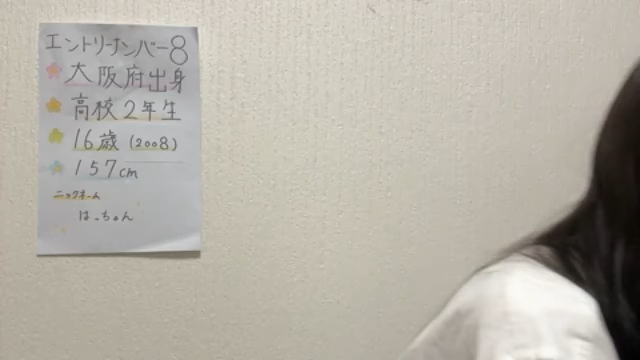 エントリーナンバー8
大阪府出身
高校2年生
16歳 (2008)
157cm
ニックネーム
はっちゃん